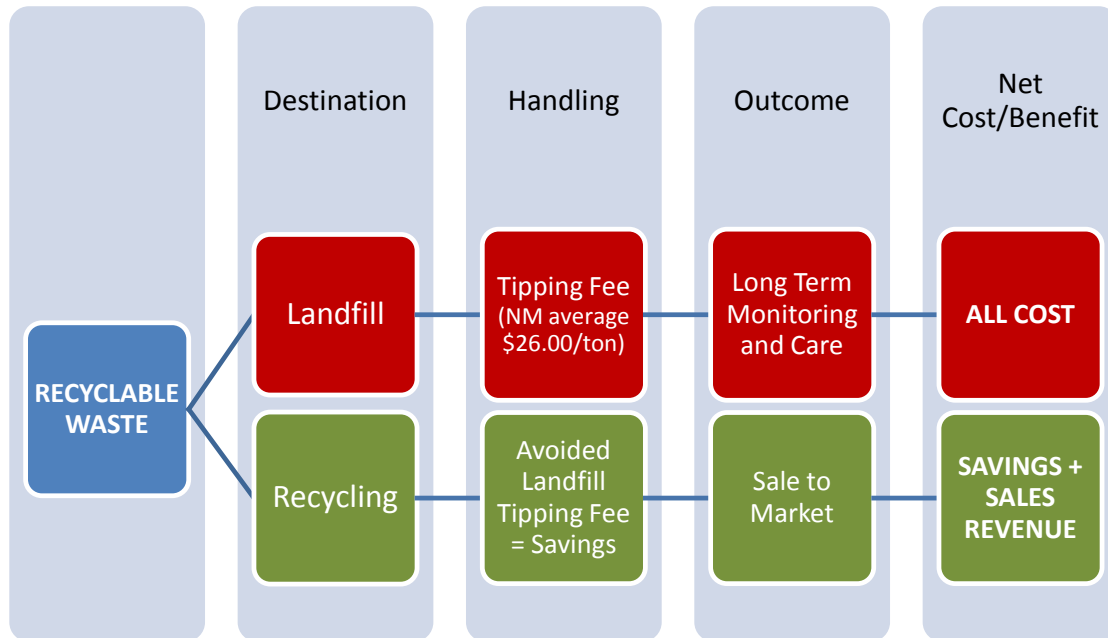 Destination
Handling
Outcome
Net
Cost/Benefit
RECYCLABLE
WASTE
Landfill
Tipping Fee
(NM average
$26.00/ton)
Long Term
Monitoring
and Care
ALL COST
Recycling
Avoided
Landfill
Tipping Fee
= Savings
Sale to
Market
SAVINGS +
SALES
REVENUE